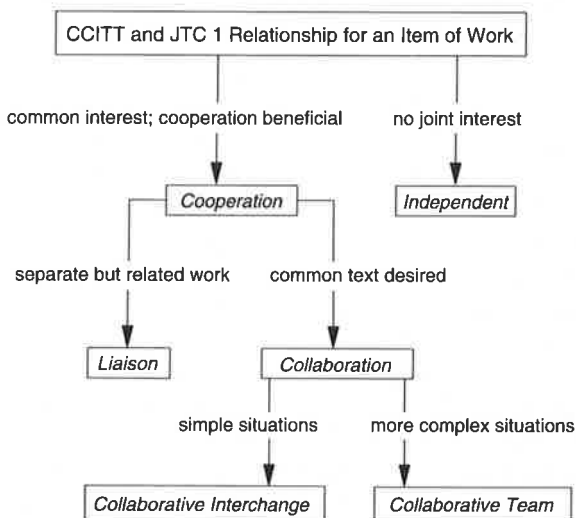 CCITT and JTC 1 Relationship for an Item of Work
common interest; cooperation beneficial
no joint interest
Cooperation
Independent
separate but related work
common text desired
Liaison
Collaboration
simple situations
more complex situations
Collaborative Interchange
Collaborative Team